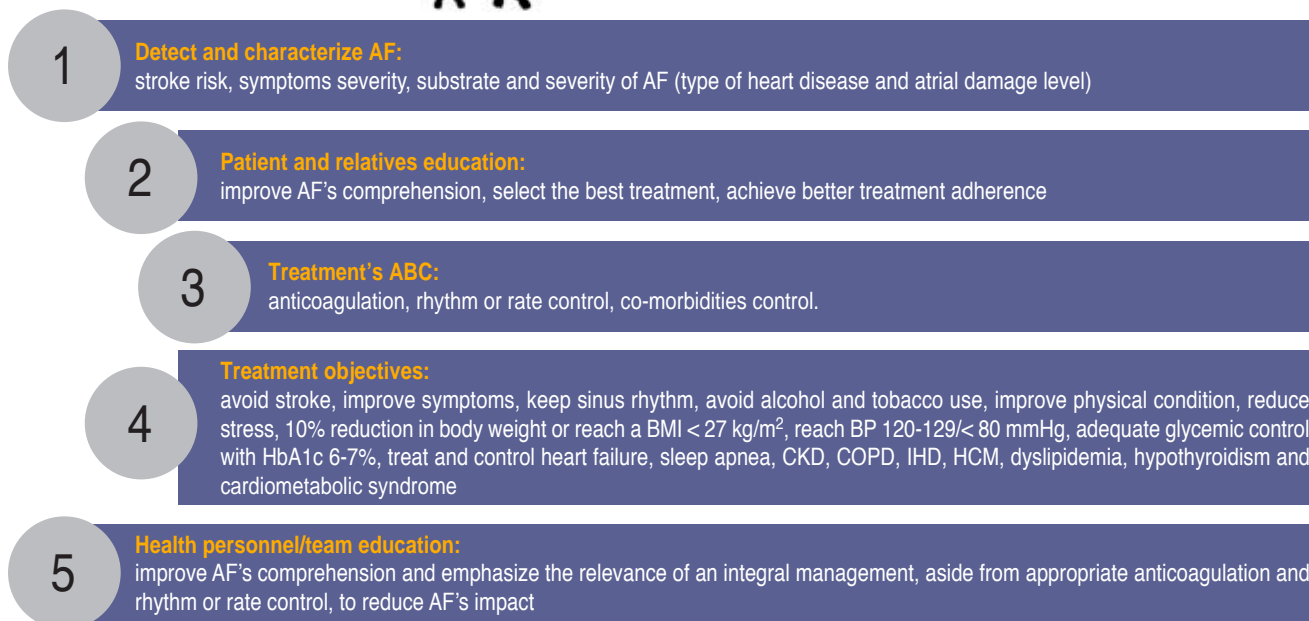 1
Detect and characterize AF:
stroke risk, symptoms severity, substrate and severity of AF (type of heart disease and atrial damage level)
2
Patient and relatives education:
improve AF's comprehension, select the best treatment, achieve better treatment adherence
3
Treatment's ABC:
anticoagulation, rhythm or rate control, co-morbidities control.
4
Treatment objectives:
avoid stroke, improve symptoms, keep sinus rhythm, avoid alcohol and tobacco use, improve physical condition, reduce
stress, 10% reduction in body weight or reach a BMI < 27 kg/m², reach BP 120-129/< 80 mmHg, adequate glycemic control
with HbA1c 6-7%, treat and control heart failure, sleep apnea, CKD, COPD, IHD, HCM, dyslipidemia, hypothyroidism and
cardiometabolic syndrome
5
Health personnel/team education:
improve AF's comprehension and emphasize the relevance of an integral management, aside from appropriate anticoagulation and
rhythm or rate control, to reduce AF's impact